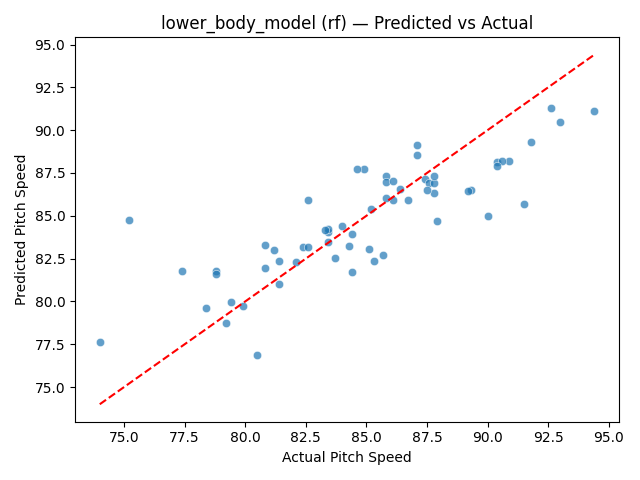 lower_body_model (rf) — Predicted vs Actual
95.0
92.5
90.0
87.5
85.0
82.5
80.0
77.5
75.0
Predicted Pitch Speed
75.0 77.5 80.0 82.5 85.0 87.5 90.0 92.5 95.0
Actual Pitch Speed